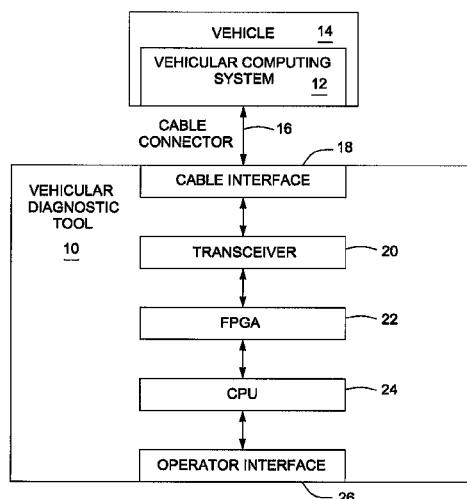 VEHICLE 14
VEHICULAR COMPUTING
SYSTEM 12
CABLE
CONNECTOR
16
18
VEHICULAR
DIAGNOSTIC
TOOL
10
CABLE INTERFACE
TRANSCEIVER
20
FPGA
22
CPU
24
OPERATOR INTERFACE
26